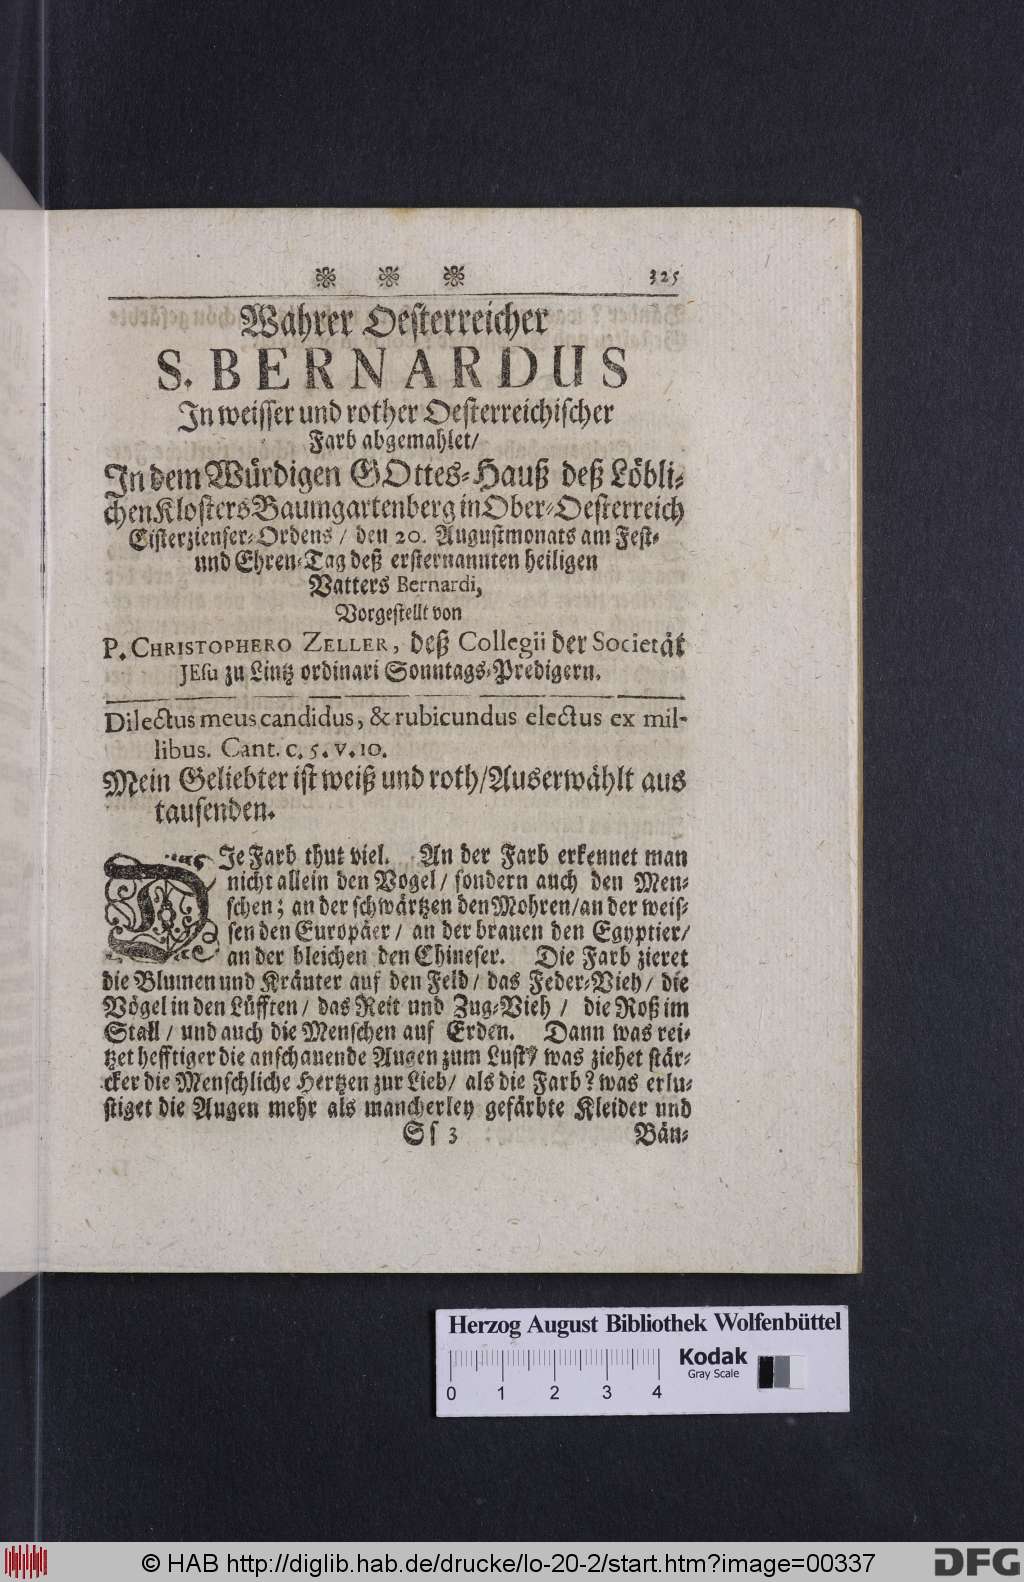 325
Wahrer Oesterreicher
S. BERNARDUS
In weisser und rother Oesterreichischer
Farb abgemahlet/
In dem Würdigen GOttes-Hauß deß Löbli-
chen Klosters Baumgartenberg in Ober-Oesterreich
Cisterzienser-Ordens / den 20. Augustmonats am Fest-
und Ehren-Tag deß ersternannten heiligen
Vatters Bernardi,
Vorgestellt von
P. CHRISTOPHERO ZELLER, deß Collegii der Societät
JEsu zu Lintz ordinari Sonntags-Predigern.
Dilectus meus candidus, & rubicundus electus ex mil-
libus. Cant. c. 5. v. 10.
Mein Geliebter ist weiß und roth/Auserwählt aus
tausenden.
DJe Farb thut viel. An der Farb erkennet man
nicht allein den Vogel / sondern auch den Men-
schen; an der schwärtzen den Mohren/an der weis-
sen den Europäer / an der brauen den Egyptier/
an der bleichen den Chineser. Die Farb zieret
die Blumen und Kräuter auf den Feld / das Feder-Vieh / die
Vögel in den Lüfften / das Reit und Zug-Vieh / die Roß im
Stall / und auch die Menschen auf Erden. Dann was rei-
tzet hefftiger die anschauende Augen zum Lust? was ziehet stär-
cker die Menschliche Hertzen zur Lieb/ als die Farb? was erlu-
stiget die Augen mehr als mancherley gefärbte Kleider und
Ss 3
Bän-
Herzog August Bibliothek Wolfenbüttel
Kodak
Gray Scale
0 1 2 3 4
© HAB http://diglib.hab.de/drucke/lo-20-2/start.htm?image=00337
DFG